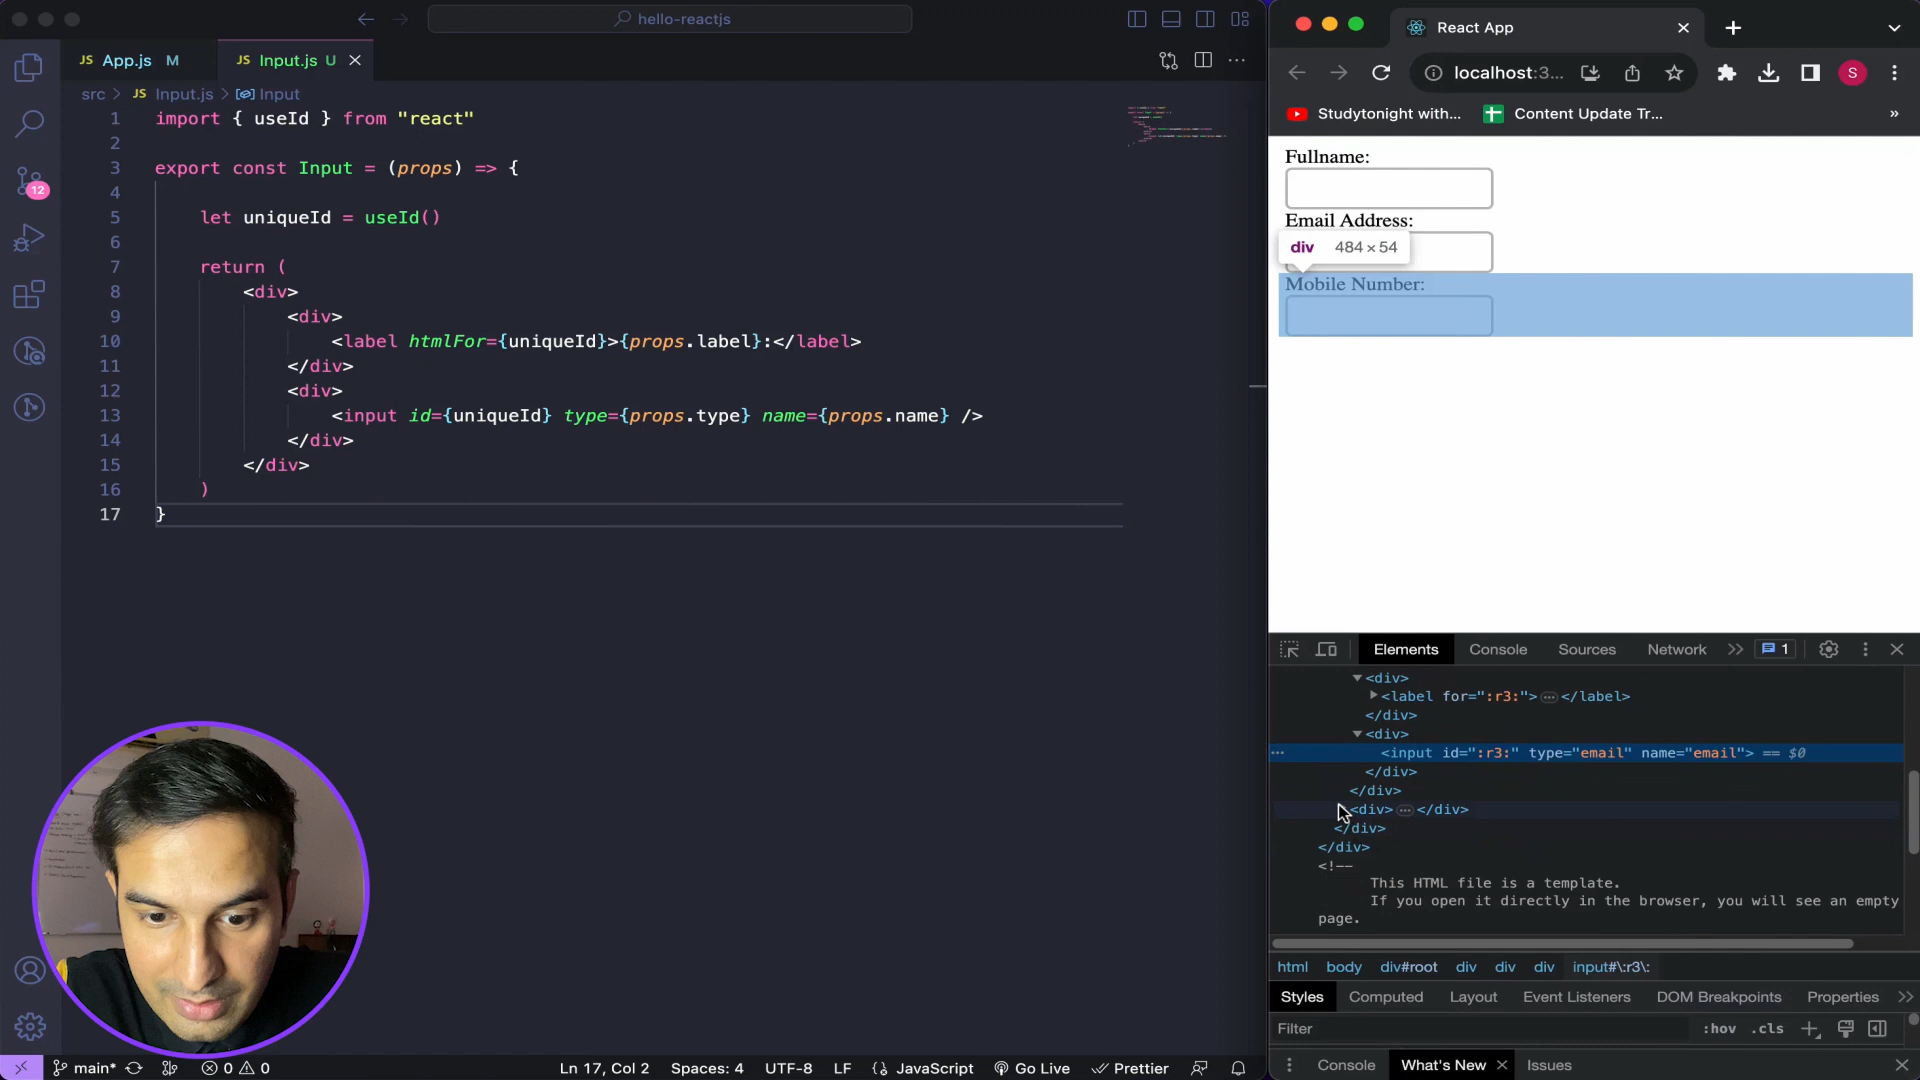 hello-reactjs
JS App.js M
JS Input.js U
src > JS Input.js > Input
1 import { useId } from "react"
2
3 export const Input = (props) => {
4
5 let uniqueId = useId()
6
7 return (
8 <div>
9 <div>
10 <label htmlFor={uniqueId}>{props.label}:</label>
11 </div>
12 <div>
13 <input id={uniqueId} type={props.type} name={props.name} />
14 </div>
15 </div>
16 )
17 }
12
main* 0 0 Ln 17, Col 2 Spaces: 4 UTF-8 LF JavaScript Go Live Prettier
React App
localhost:3... S
Studytonight with... Content Update Tr... »
Fullname:
Email Address:
div 484 × 54
Mobile Number:
Elements Console Sources Network » 1
<div>
<label for=":r3:"> ... </label>
</div>
<div>
... <input id=":r3:" type="email" name="email"> == $0
</div>
</div>
<div> ... </div>
</div>
</div>
<!--
This HTML file is a template.
If you open it directly in the browser, you will see an empty
page.
html body div#root div div div input#\:r3\:
Styles Computed Layout Event Listeners DOM Breakpoints Properties »
Filter :hov .cls
Console What's New Issues